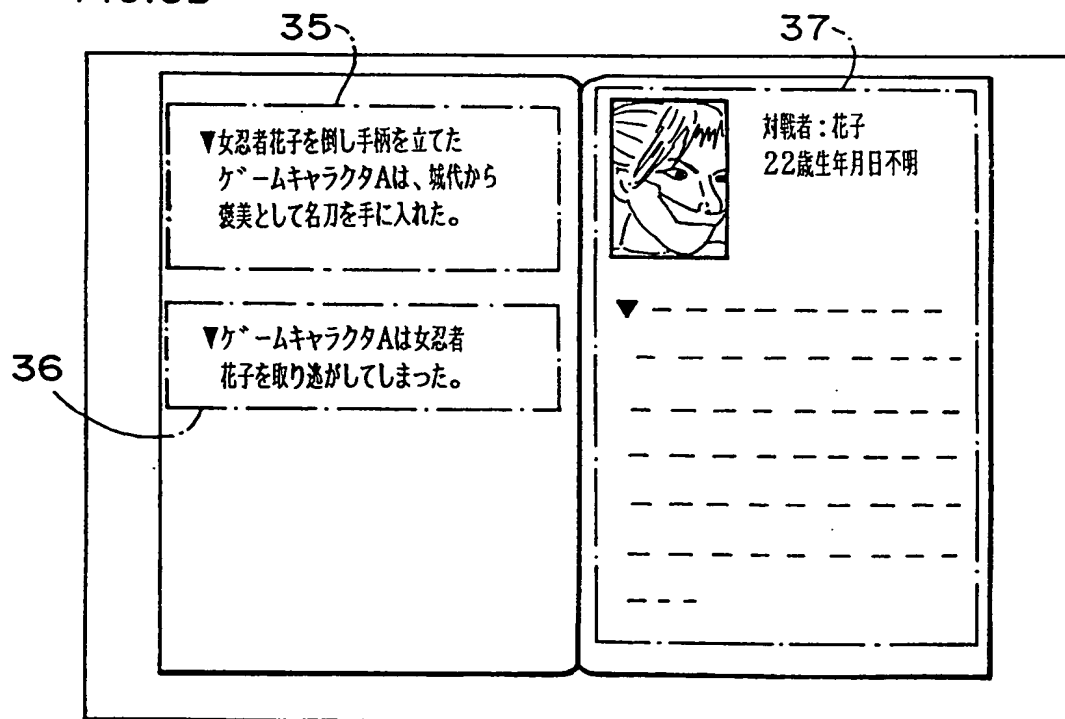 35
37
▼女忍者花子を倒し手柄を立てた
ゲームキャラクタAは、城代から
褒美として名刀を手に入れた。
対戦者：花子
22歳生年月日不明
36
▼ゲームキャラクタAは女忍者
花子を取り逃がしてしまった。
▼